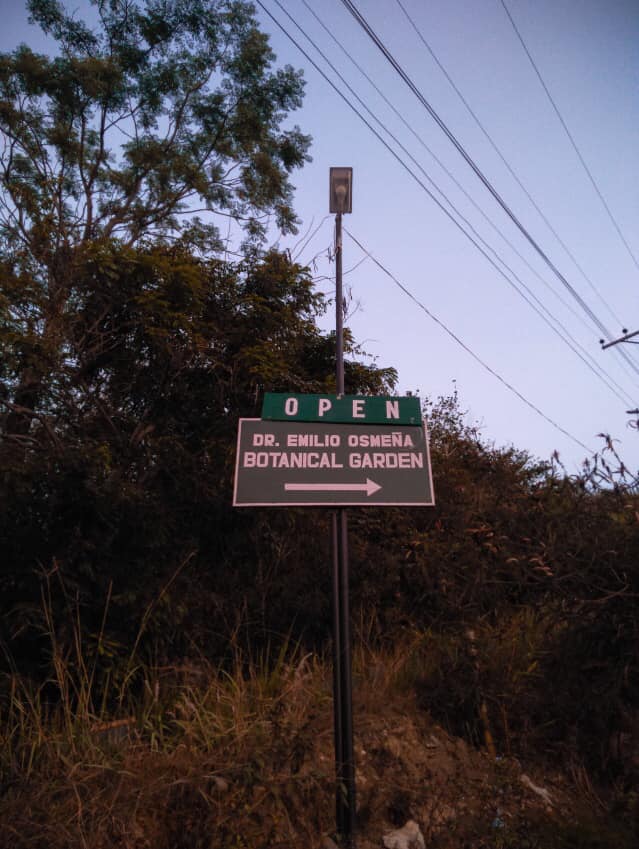 OPEN
DR. EMILIO OSMEÑA
BOTANICAL GARDEN